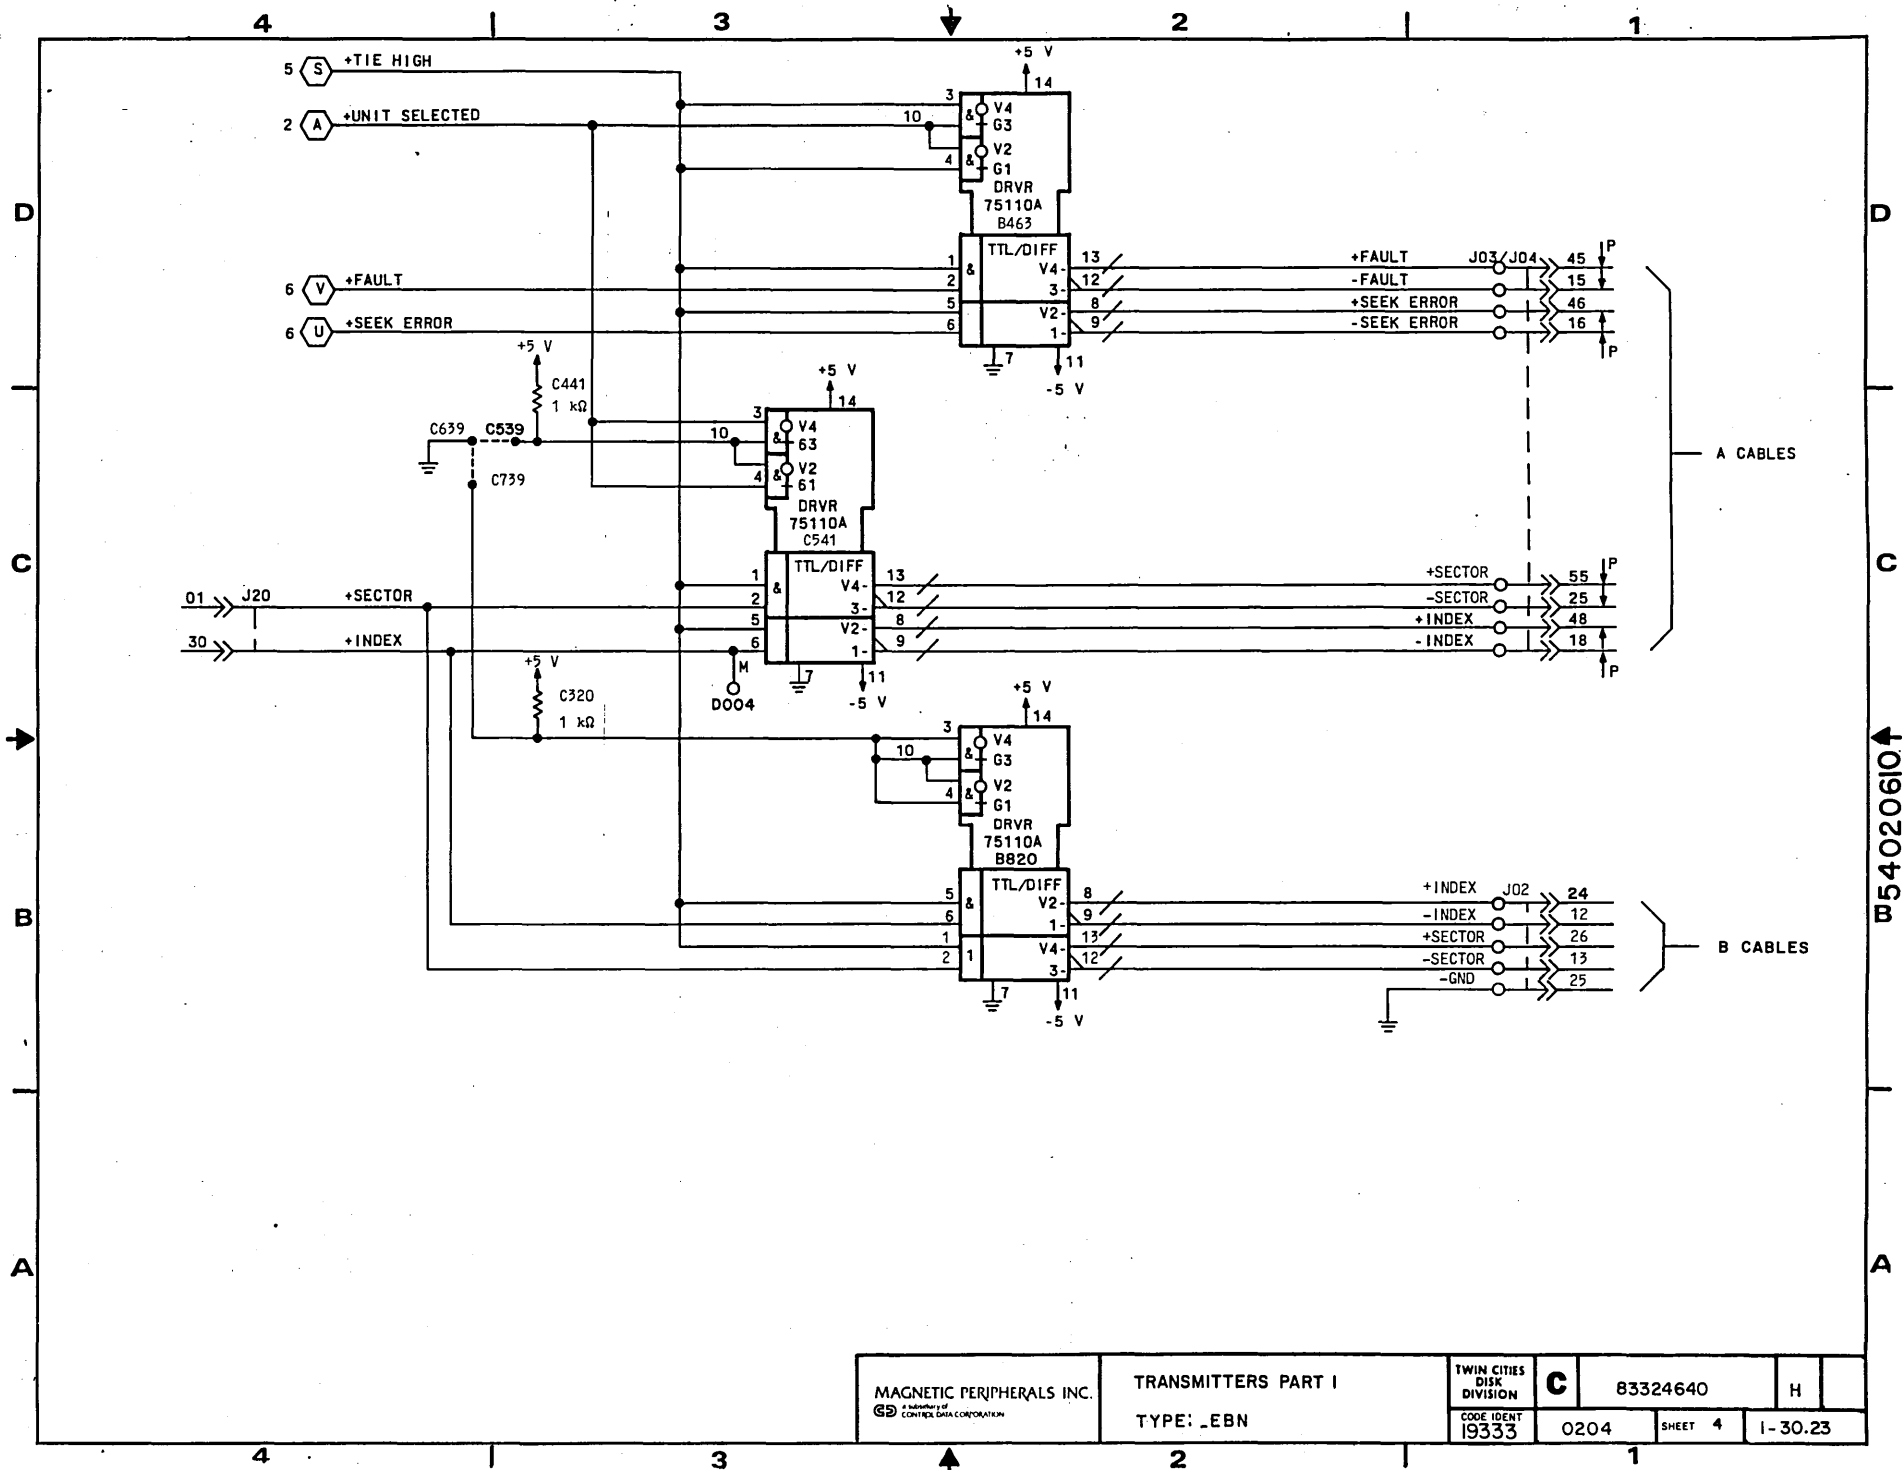 4 3 2 1
5 S +TIE HIGH
2 A +UNIT SELECTED
6 V +FAULT
6 U +SEEK ERROR
+5 V
14
3
10
4
&
&
V4
G3
V2
G1
DRVR
75110A
B463
TTL/DIFF
1
2
5
6
&
V4-
3-
V2-
1-
13
12
8
9
7
11
-5 V
+FAULT J03/J04 45
-FAULT 15
+SEEK ERROR 46
-SEEK ERROR 16
P
P
D
D
+5 V
C441
1 kΩ
C639 C539
C739
+5 V
14
3
10
4
&
&
V4
63
V2
61
DRVR
75110A
C541
TTL/DIFF
1
2
5
6
&
V4-
3-
V2-
1-
13
12
8
9
7
11
-5 V
M
D004
A CABLES
C
C
01 J20 +SECTOR
30 +INDEX
+SECTOR 55
-SECTOR 25
+INDEX 48
-INDEX 18
P
P
+5 V
C320
1 kΩ
+5 V
14
3
10
4
&
&
V4
G3
V2
G1
DRVR
75110A
B820
TTL/DIFF
5
6
1
2
&
1
V2-
1-
V4-
3-
8
9
13
12
7
11
-5 V
+INDEX J02 24
-INDEX 12
+SECTOR 26
-SECTOR 13
-GND 25
B CABLES
54020610
B
B
A
A
MAGNETIC PERIPHERALS INC.
a subsidiary of
CONTROL DATA CORPORATION
TRANSMITTERS PART I
TYPE: _EBN
TWIN CITIES
DISK
DIVISION
C
83324640
H
CODE IDENT
19333
0204
SHEET 4
1-30.23
4 3 2 1